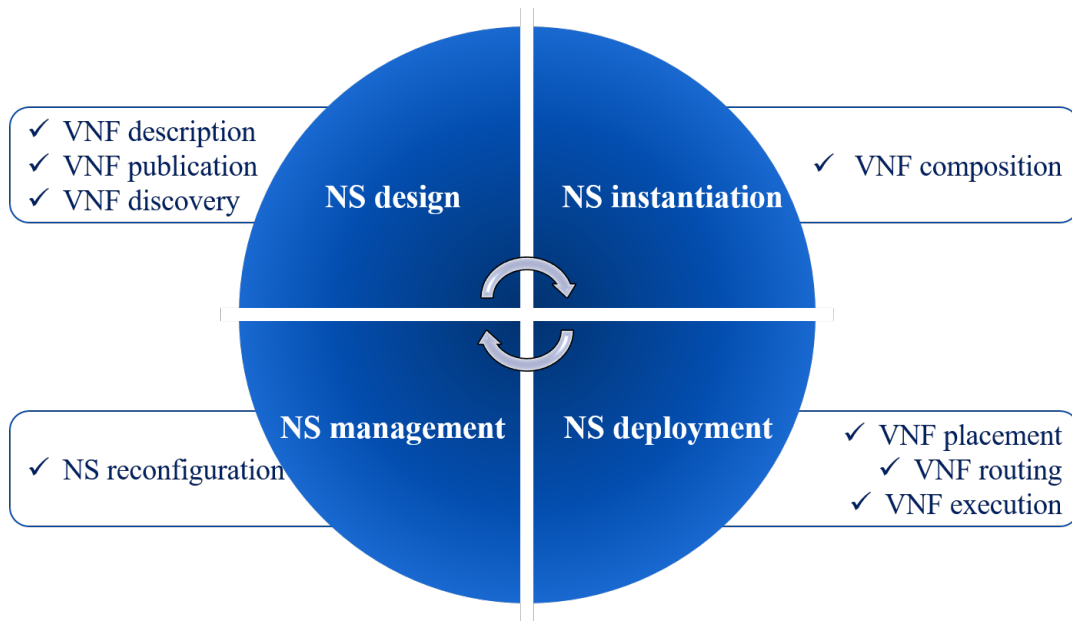 ✓ VNF description
✓ VNF publication
✓ VNF discovery
NS design
NS instantiation
✓ VNF composition
NS management
✓ NS reconfiguration
NS deployment
✓ VNF placement
✓ VNF routing
✓ VNF execution